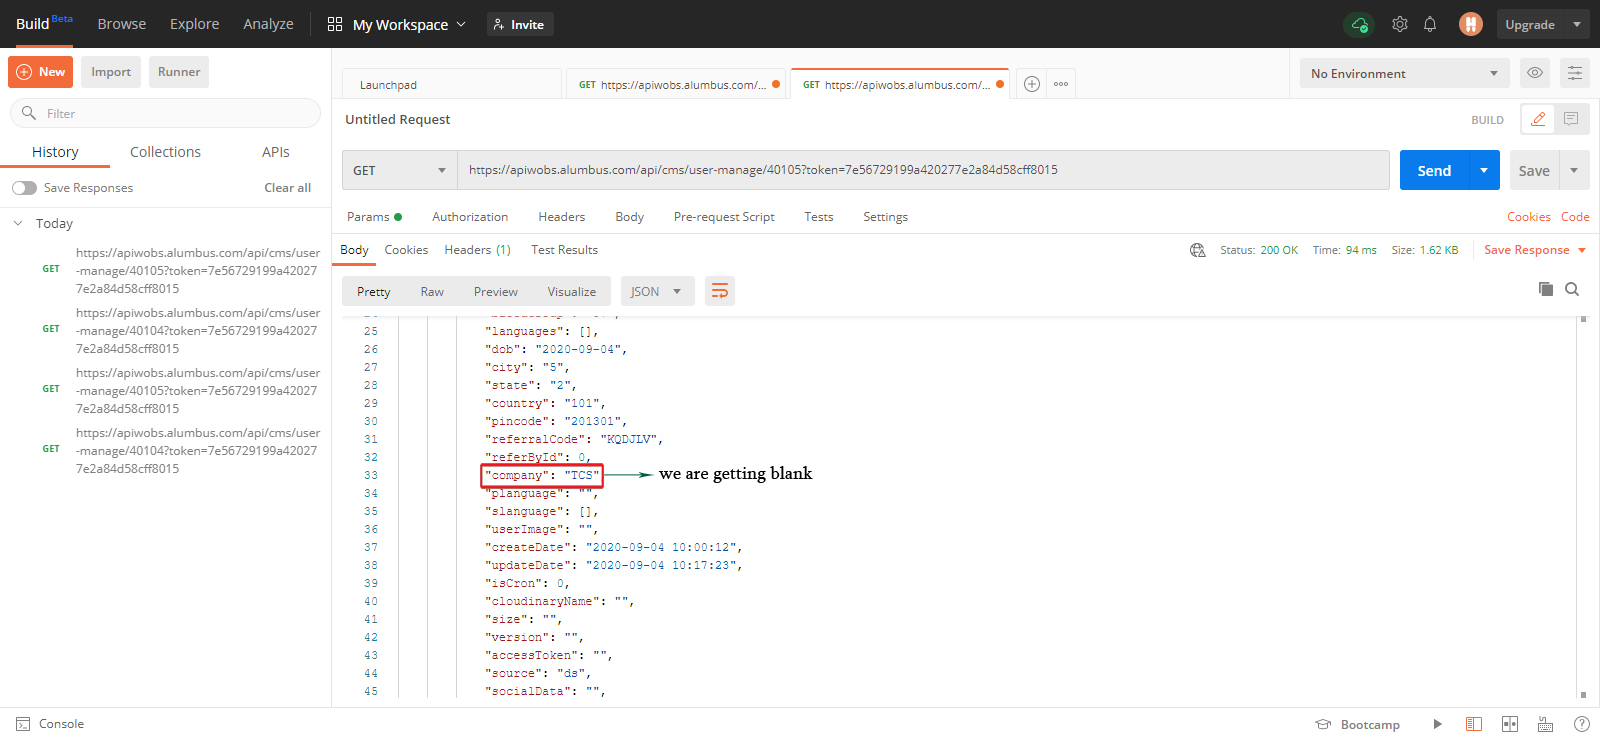 Build Beta Browse Explore Analyze My Workspace Invite Upgrade
New Import Runner
Launchpad GET https://apiwobs.alumbus.com/... GET https://apiwobs.alumbus.com/... No Environment
Filter
Untitled Request BUILD
History Collections APIs
GET https://apiwobs.alumbus.com/api/cms/user-manage/40105?token=7e56729199a420277e2a84d58cff8015 Send Save
Save Responses Clear all
Params Authorization Headers Body Pre-request Script Tests Settings Cookies Code
Today
Body Cookies Headers (1) Test Results Status: 200 OK Time: 94 ms Size: 1.62 KB Save Response
https://apiwobs.alumbus.com/api/cms/user
GET -manage/40105?token=7e56729199a42027
7e2a84d58cff8015
https://apiwobs.alumbus.com/api/cms/user
GET -manage/40104?token=7e56729199a42027
7e2a84d58cff8015
https://apiwobs.alumbus.com/api/cms/user
GET -manage/40105?token=7e56729199a42027
7e2a84d58cff8015
https://apiwobs.alumbus.com/api/cms/user
GET -manage/40104?token=7e56729199a42027
7e2a84d58cff8015
Pretty Raw Preview Visualize JSON
25 "languages": [],
26 "dob": "2020-09-04",
27 "city": "5",
28 "state": "2",
29 "country": "101",
30 "pincode": "201301",
31 "referralCode": "KQDJLV",
32 "referById": 0,
33 "company": "TCS" we are getting blank
34 "planguage": "",
35 "slanguage": [],
36 "userImage": "",
37 "createDate": "2020-09-04 10:00:12",
38 "updateDate": "2020-09-04 10:17:23",
39 "isCron": 0,
40 "cloudinaryName": "",
41 "size": "",
42 "version": "",
43 "accessToken": "",
44 "source": "ds",
45 "socialData": "",
Console Bootcamp